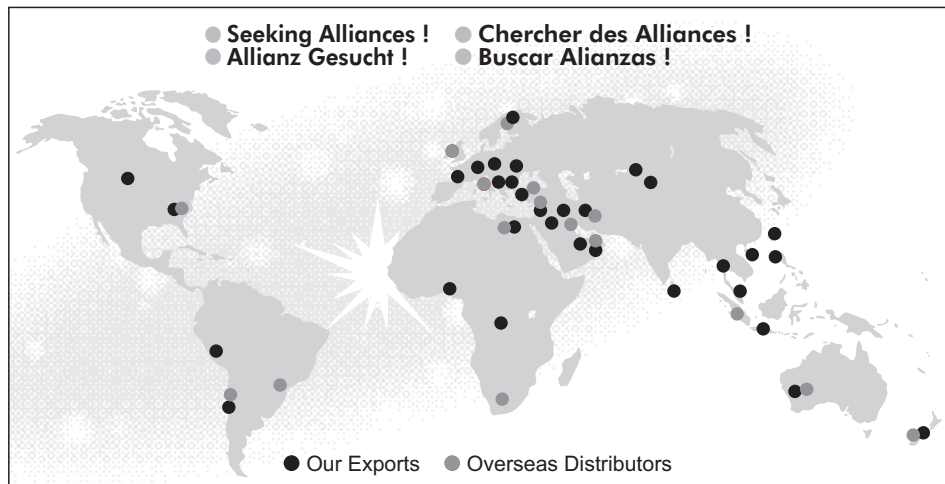 Seeking Alliances ! Chercher des Alliances !
Allianz Gesucht ! Buscar Alianzas !
Our Exports Overseas Distributors